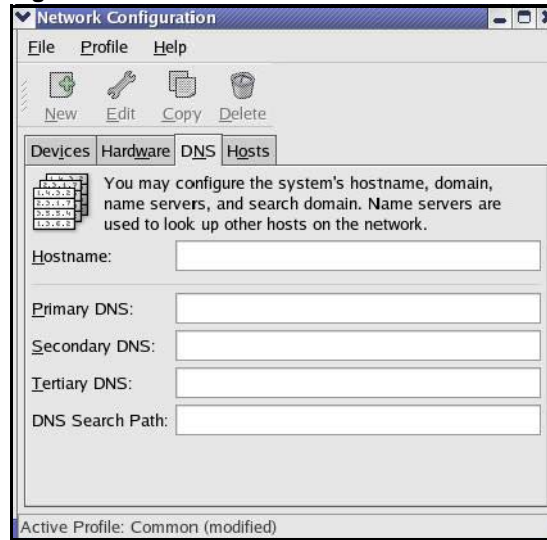 Network Configuration
File Profile Help
New Edit Copy Delete
Devices Hardware DNS Hosts
You may configure the system's hostname, domain,
name servers, and search domain. Name servers are
used to look up other hosts on the network.
Hostname:
Primary DNS:
Secondary DNS:
Tertiary DNS:
DNS Search Path:
Active Profile: Common (modified)